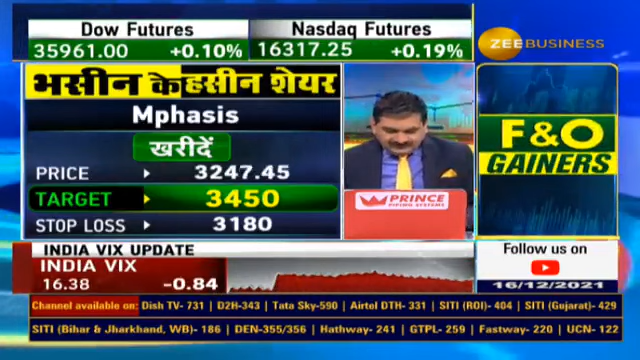 Dow Futures
35961.00 +0.10%
Nasdaq Futures
16317.25 +0.19%
ZEEBUSINESS
भसीन के हसीन शेयर
Mphasis
खरीदें
PRICE 3247.45
TARGET 3450
STOP LOSS 3180
PRINCE
PIPING SYSTEMS
F&O
GAINERS
INDIA VIX UPDATE
INDIA VIX
16.38 -0.84
Follow us on
16/12/2021
Channel available on: Dish TV- 731 | D2H-343 | Tata Sky-590 | Airtel DTH- 331 | SITI (ROI)- 404 | SITI (Gujarat)- 429
SITI (Bihar & Jharkhand, WB)- 186 | DEN-355/356 | Hathway- 241 | GTPL- 259 | Fastway- 220 | UCN- 122